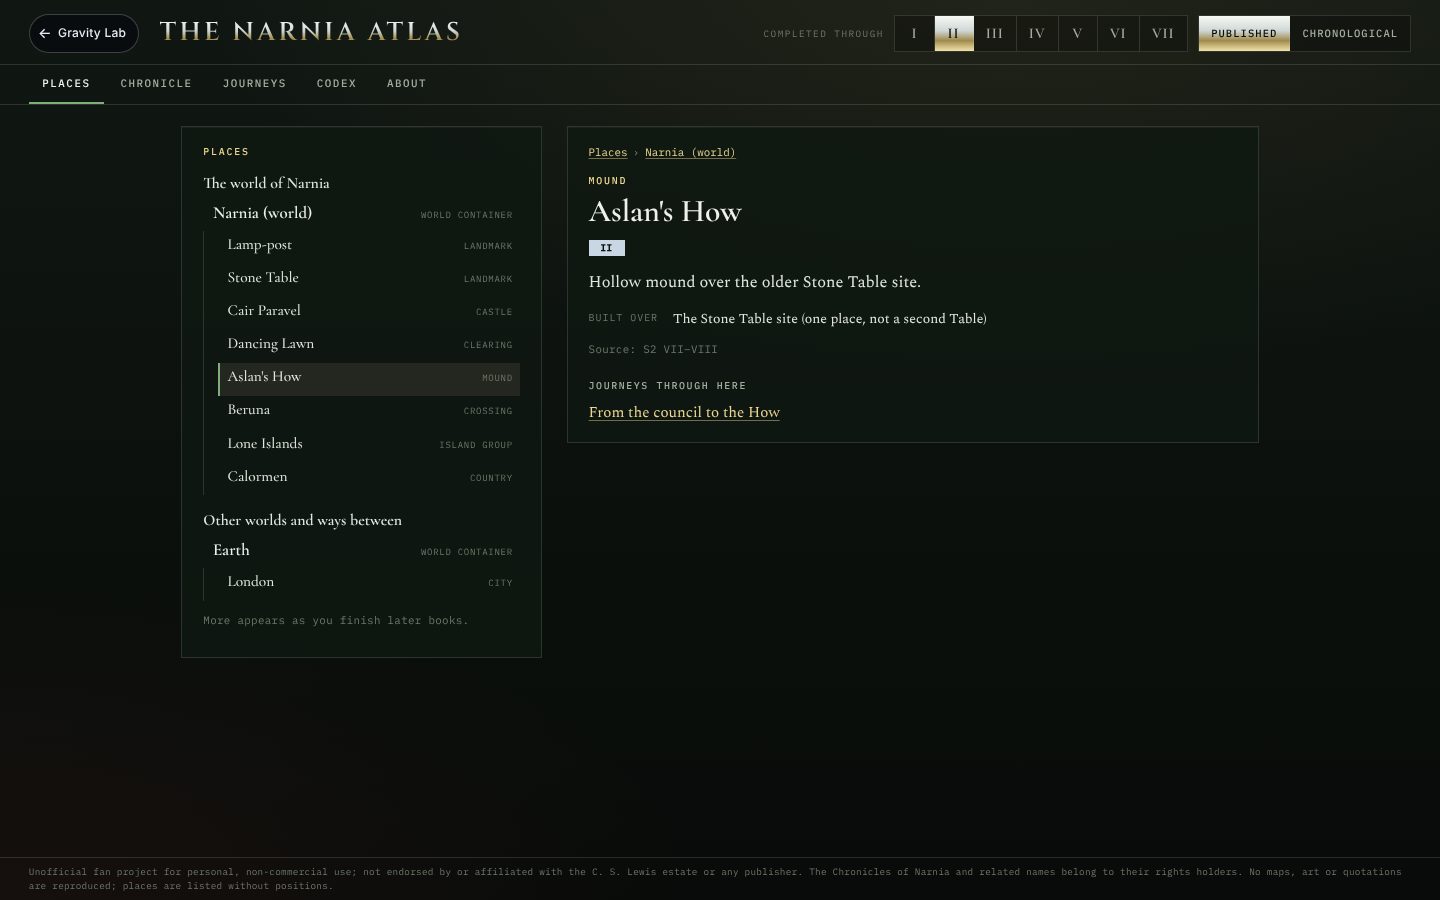 ← Gravity Lab
THE NARNIA ATLAS
COMPLETED THROUGH
I II III IV V VI VII
PUBLISHED CHRONOLOGICAL
PLACES CHRONICLE JOURNEYS CODEX ABOUT
PLACES
The world of Narnia
Narnia (world) WORLD CONTAINER
Lamp-post LANDMARK
Stone Table LANDMARK
Cair Paravel CASTLE
Dancing Lawn CLEARING
Aslan's How MOUND
Beruna CROSSING
Lone Islands ISLAND GROUP
Calormen COUNTRY
Other worlds and ways between
Earth WORLD CONTAINER
London CITY
More appears as you finish later books.
Places › Narnia (world)
MOUND
Aslan's How
II
Hollow mound over the older Stone Table site.
BUILT OVER The Stone Table site (one place, not a second Table)
Source: S2 VII–VIII
JOURNEYS THROUGH HERE
From the council to the How
Unofficial fan project for personal, non-commercial use; not endorsed by or affiliated with the C. S. Lewis estate or any publisher. The Chronicles of Narnia and related names belong to their rights holders. No maps, art or quotations
are reproduced; places are listed without positions.